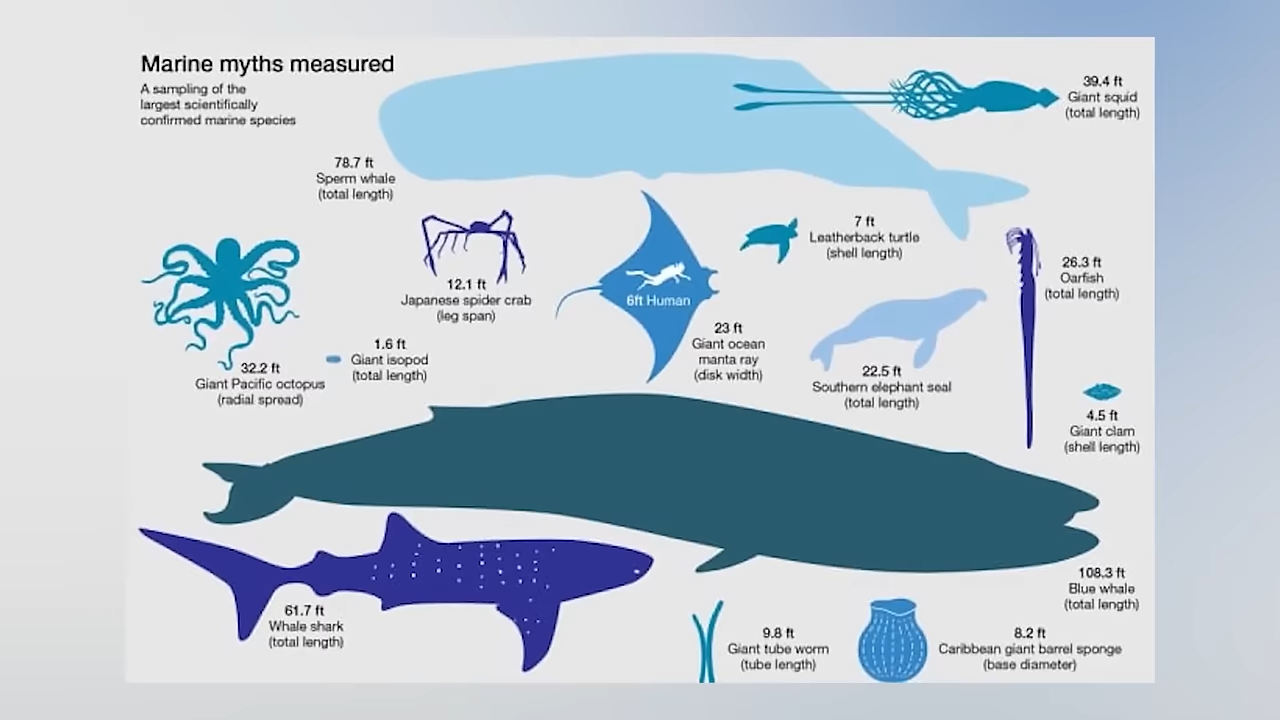 Marine myths measured
A sampling of the
largest scientifically
confirmed marine species
39.4 ft
Giant squid
(total length)
78.7 ft
Sperm whale
(total length)
7 ft
Leatherback turtle
(shell length)
26.3 ft
Oarfish
(total length)
12.1 ft
Japanese spider crab
(leg span)
6ft Human
23 ft
Giant ocean
manta ray
(disk width)
1.6 ft
Giant isopod
(total length)
32.2 ft
Giant Pacific octopus
(radial spread)
22.5 ft
Southern elephant seal
(total length)
4.5 ft
Giant clam
(shell length)
108.3 ft
Blue whale
(total length)
61.7 ft
Whale shark
(total length)
9.8 ft
Giant tube worm
(tube length)
8.2 ft
Caribbean giant barrel sponge
(base diameter)